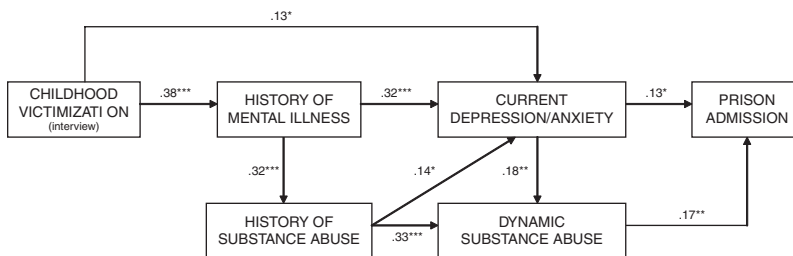 .13*
CHILDHOOD
VICTIMIZATI ON
(interview)
.38***
HISTORY OF
MENTAL ILLNESS
.32***
CURRENT
DEPRESSION/ANXIETY
.13*
PRISON
ADMISSION
.32***
.14*
.18**
HISTORY OF
SUBSTANCE ABUSE
.33***
DYNAMIC
SUBSTANCE ABUSE
.17**